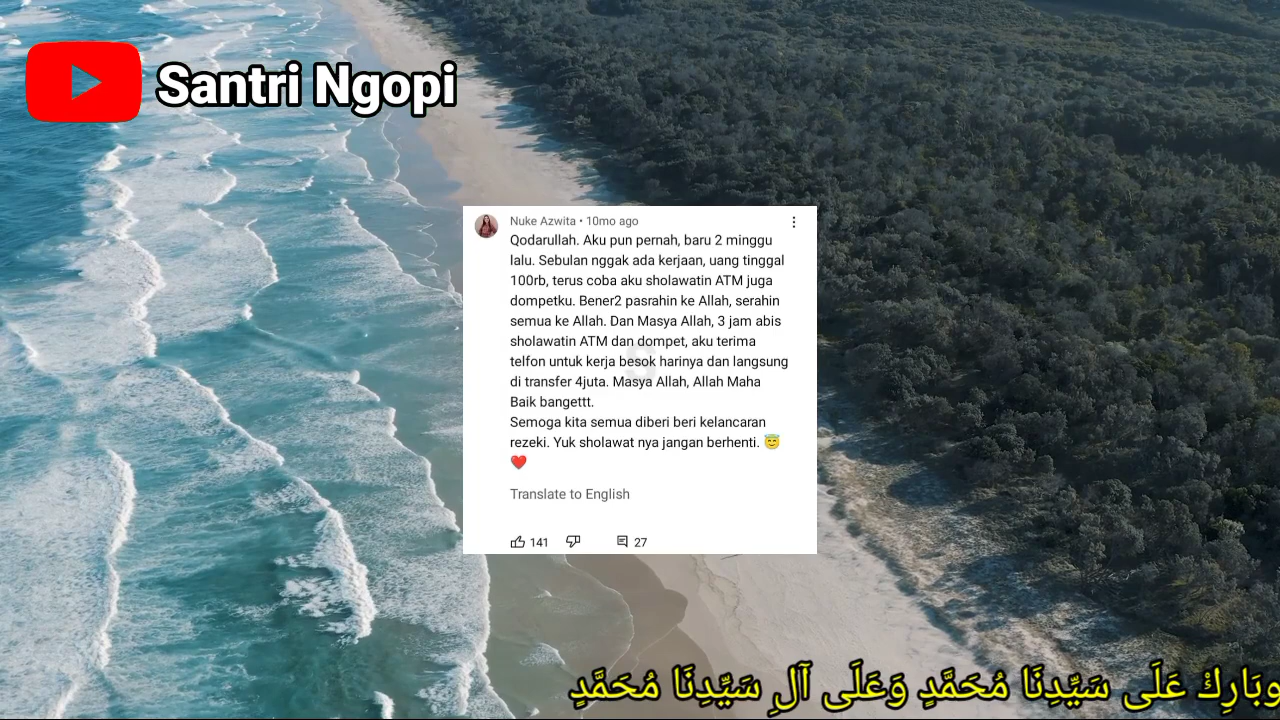 Santri Ngopi
Nuke Azwita • 10mo ago
Qodarullah. Aku pun pernah, baru 2 minggu
lalu. Sebulan nggak ada kerjaan, uang tinggal
100rb, terus coba aku sholawatin ATM juga
dompetku. Bener2 pasrahin ke Allah, serahin
semua ke Allah. Dan Masya Allah, 3 jam abis
sholawatin ATM dan dompet, aku terima
telfon untuk kerja besok harinya dan langsung
di transfer 4juta. Masya Allah, Allah Maha
Baik bangettt.
Semoga kita semua diberi beri kelancaran
rezeki. Yuk sholawat nya jangan berhenti. 😇
❤️
Translate to English
141 27
وبَارِكْ عَلَى سَيِّدِنَا مُحَمَّدٍ وَعَلَى آلِ سَيِّدِنَا مُحَمَّدٍ